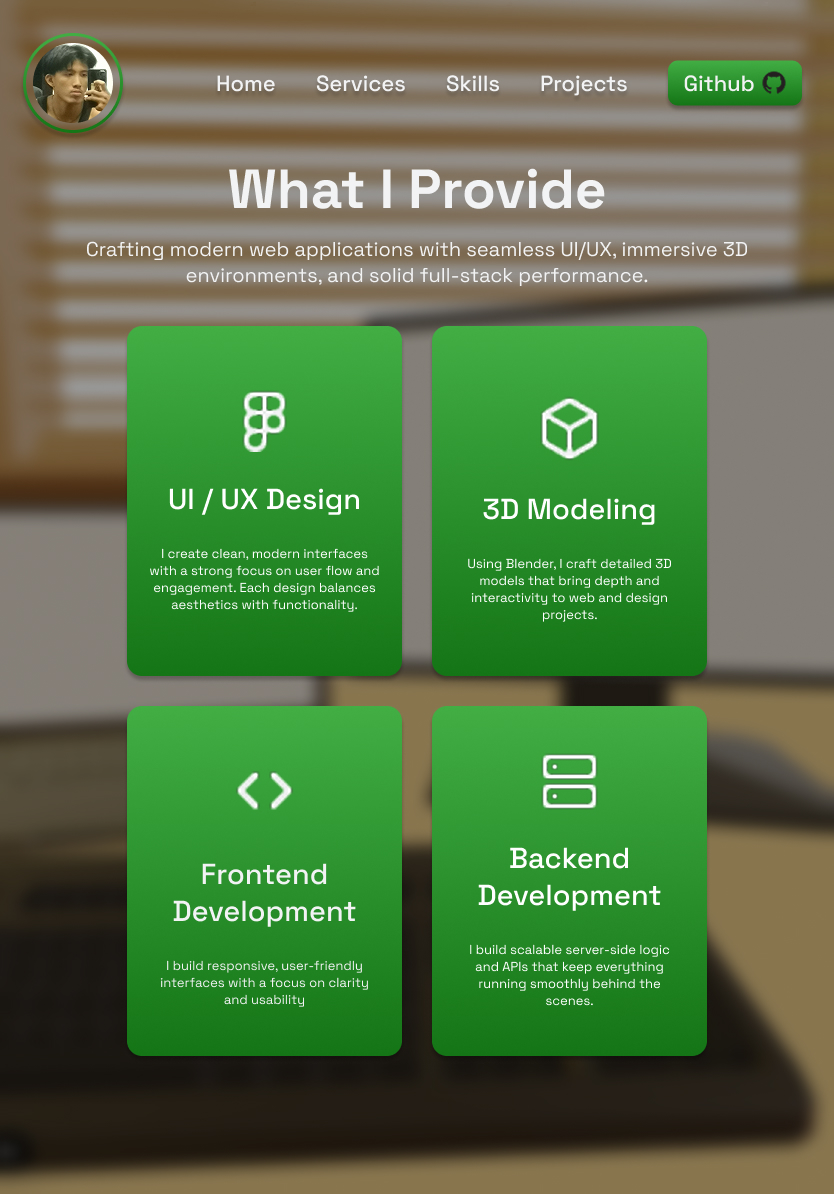 Home Services Skills Projects Github
What I Provide
Crafting modern web applications with seamless UI/UX, immersive 3D
environments, and solid full-stack performance.
UI / UX Design
I create clean, modern interfaces
with a strong focus on user flow and
engagement. Each design balances
aesthetics with functionality.
3D Modeling
Using Blender, I craft detailed 3D
models that bring depth and
interactivity to web and design
projects.
Frontend
Development
I build responsive, user-friendly
interfaces with a focus on clarity
and usability
Backend
Development
I build scalable server-side logic
and APIs that keep everything
running smoothly behind the
scenes.